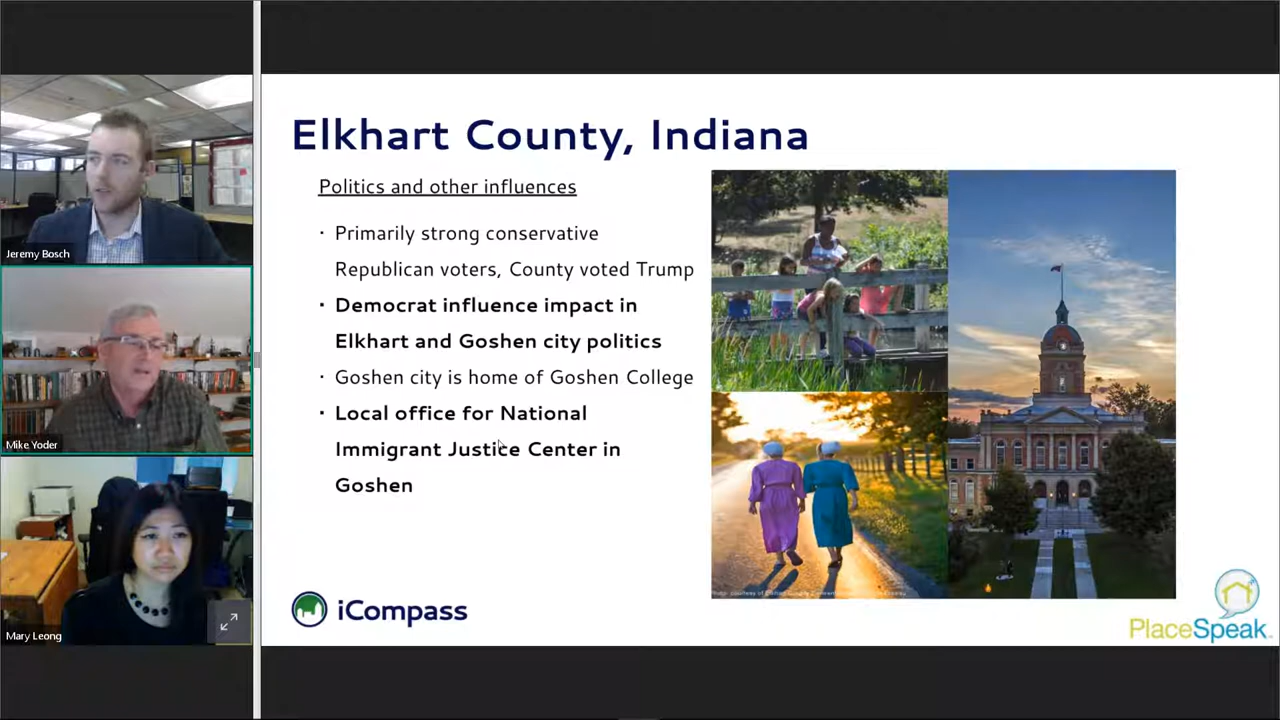 Elkhart County, Indiana
Politics and other influences
· Primarily strong conservative
Republican voters, County voted Trump
· Democrat influence impact in
Elkhart and Goshen city politics
· Goshen city is home of Goshen College
· Local office for National
Immigrant Justice Center in
Goshen
iCompass
PlaceSpeak
Jeremy Bosch
Mike Yoder
Mary Leong